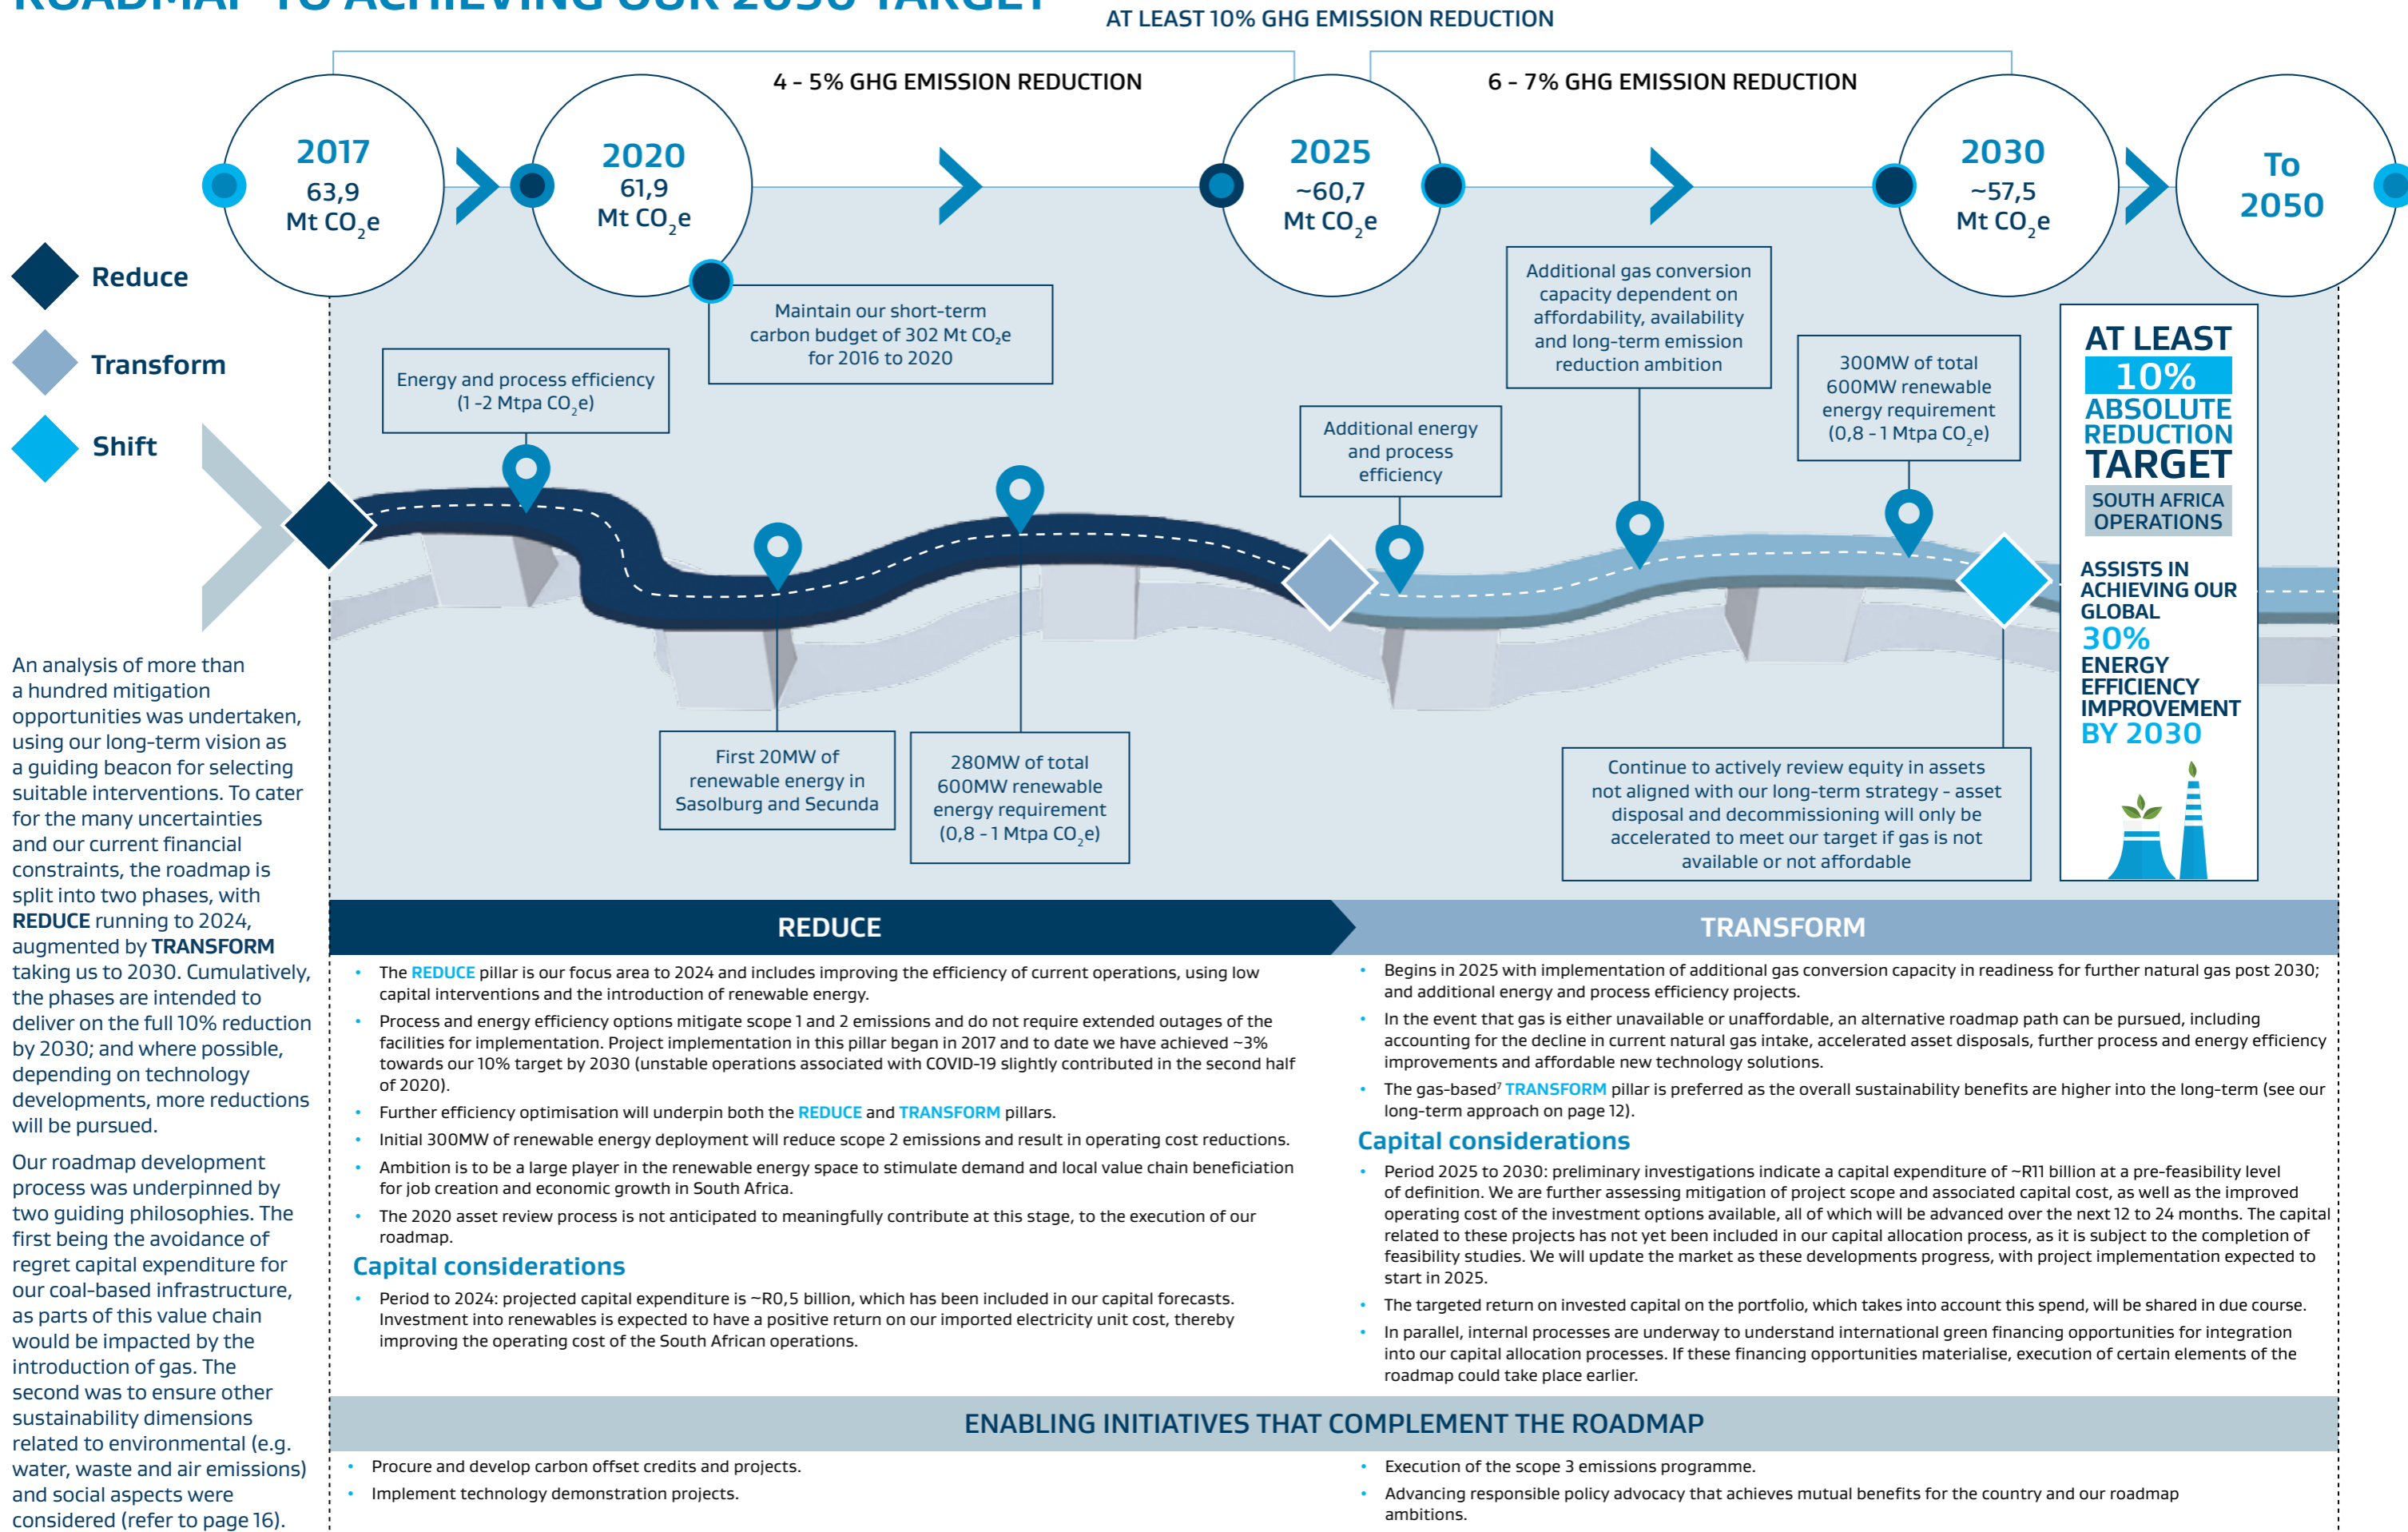 ROADMAP TO ACHIEVING OUR 2030 TARGET
AT LEAST 10% GHG EMISSION REDUCTION
4 - 5% GHG EMISSION REDUCTION
6 - 7% GHG EMISSION REDUCTION
2017
63,9
Mt CO₂e
2020
61,9
Mt CO₂e
2025
~60,7
Mt CO₂e
2030
~57,5
Mt CO₂e
To
2050
Reduce
Transform
Shift
Energy and process efficiency
(1 -2 Mtpa CO₂e)
Maintain our short-term
carbon budget of 302 Mt CO₂e
for 2016 to 2020
First 20MW of
renewable energy in
Sasolburg and Secunda
280MW of total
600MW renewable
energy requirement
(0,8 - 1 Mtpa CO₂e)
Additional energy
and process
efficiency
Additional gas conversion
capacity dependent on
affordability, availability
and long-term emission
reduction ambition
300MW of total
600MW renewable
energy requirement
(0,8 - 1 Mtpa CO₂e)
Continue to actively review equity in assets
not aligned with our long-term strategy - asset
disposal and decommissioning will only be
accelerated to meet our target if gas is not
available or not affordable
AT LEAST
10%
ABSOLUTE
REDUCTION
TARGET
SOUTH AFRICA
OPERATIONS
ASSISTS IN
ACHIEVING OUR
GLOBAL
30%
ENERGY
EFFICIENCY
IMPROVEMENT
BY 2030
An analysis of more than
a hundred mitigation
opportunities was undertaken,
using our long-term vision as
a guiding beacon for selecting
suitable interventions. To cater
for the many uncertainties
and our current financial
constraints, the roadmap is
split into two phases, with
REDUCE running to 2024,
augmented by TRANSFORM
taking us to 2030. Cumulatively,
the phases are intended to
deliver on the full 10% reduction
by 2030; and where possible,
depending on technology
developments, more reductions
will be pursued.
Our roadmap development
process was underpinned by
two guiding philosophies. The
first being the avoidance of
regret capital expenditure for
our coal-based infrastructure,
as parts of this value chain
would be impacted by the
introduction of gas. The
second was to ensure other
sustainability dimensions
related to environmental (e.g.
water, waste and air emissions)
and social aspects were
considered (refer to page 16).
REDUCE
• The REDUCE pillar is our focus area to 2024 and includes improving the efficiency of current operations, using low
capital interventions and the introduction of renewable energy.
• Process and energy efficiency options mitigate scope 1 and 2 emissions and do not require extended outages of the
facilities for implementation. Project implementation in this pillar began in 2017 and to date we have achieved ~3%
towards our 10% target by 2030 (unstable operations associated with COVID-19 slightly contributed in the second half
of 2020).
• Further efficiency optimisation will underpin both the REDUCE and TRANSFORM pillars.
• Initial 300MW of renewable energy deployment will reduce scope 2 emissions and result in operating cost reductions.
• Ambition is to be a large player in the renewable energy space to stimulate demand and local value chain beneficiation
for job creation and economic growth in South Africa.
• The 2020 asset review process is not anticipated to meaningfully contribute at this stage, to the execution of our
roadmap.
Capital considerations
• Period to 2024: projected capital expenditure is ~R0,5 billion, which has been included in our capital forecasts.
Investment into renewables is expected to have a positive return on our imported electricity unit cost, thereby
improving the operating cost of the South African operations.
TRANSFORM
• Begins in 2025 with implementation of additional gas conversion capacity in readiness for further natural gas post 2030;
and additional energy and process efficiency projects.
• In the event that gas is either unavailable or unaffordable, an alternative roadmap path can be pursued, including
accounting for the decline in current natural gas intake, accelerated asset disposals, further process and energy efficiency
improvements and affordable new technology solutions.
• The gas-based⁷ TRANSFORM pillar is preferred as the overall sustainability benefits are higher into the long-term (see our
long-term approach on page 12).
Capital considerations
• Period 2025 to 2030: preliminary investigations indicate a capital expenditure of ~R11 billion at a pre-feasibility level
of definition. We are further assessing mitigation of project scope and associated capital cost, as well as the improved
operating cost of the investment options available, all of which will be advanced over the next 12 to 24 months. The capital
related to these projects has not yet been included in our capital allocation process, as it is subject to the completion of
feasibility studies. We will update the market as these developments progress, with project implementation expected to
start in 2025.
• The targeted return on invested capital on the portfolio, which takes into account this spend, will be shared in due course.
• In parallel, internal processes are underway to understand international green financing opportunities for integration
into our capital allocation processes. If these financing opportunities materialise, execution of certain elements of the
roadmap could take place earlier.
ENABLING INITIATIVES THAT COMPLEMENT THE ROADMAP
• Procure and develop carbon offset credits and projects.
• Implement technology demonstration projects.
• Execution of the scope 3 emissions programme.
• Advancing responsible policy advocacy that achieves mutual benefits for the country and our roadmap
ambitions.